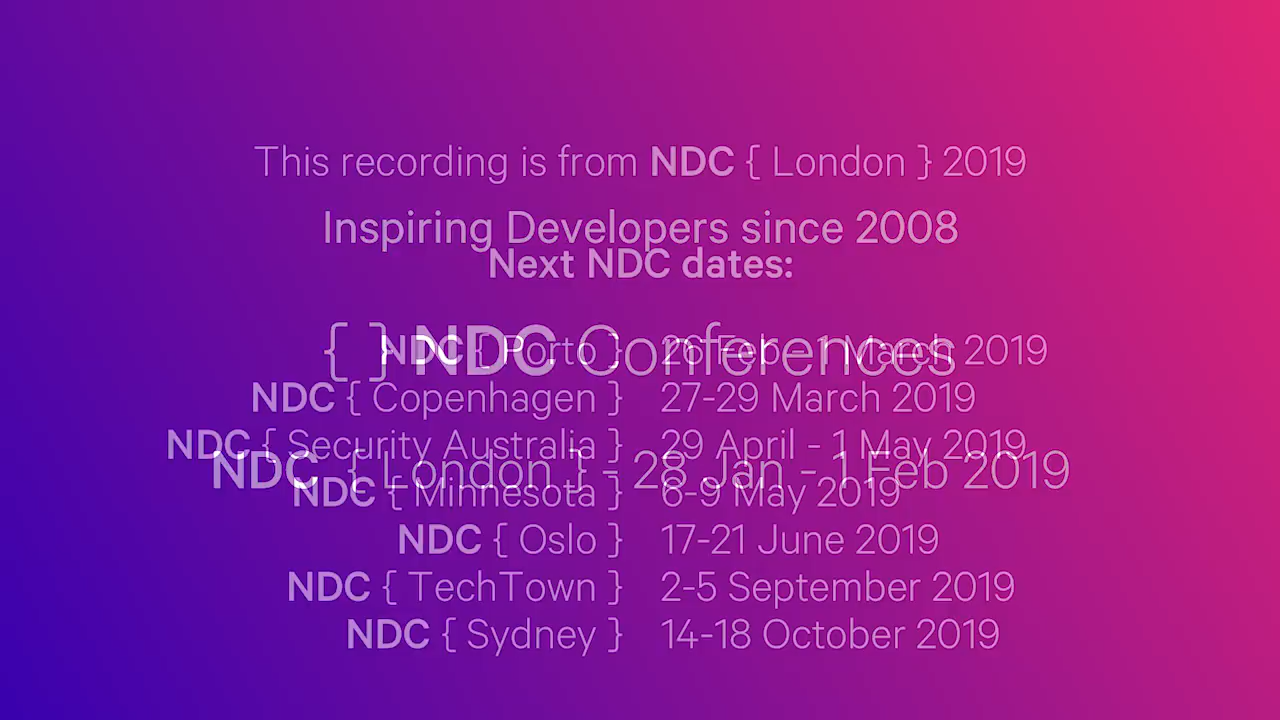 This recording is from NDC { London } 2019
Inspiring Developers since 2008
Next NDC dates:
{ } NDC Conferences
NDC { Porto } 26 Feb - 1 March 2019
NDC { Copenhagen } 27-29 March 2019
NDC { Security Australia } 29 April - 1 May 2019
NDC { London } - 28 Jan - 1 Feb 2019
NDC { Minnesota } 6-9 May 2019
NDC { Oslo } 17-21 June 2019
NDC { TechTown } 2-5 September 2019
NDC { Sydney } 14-18 October 2019